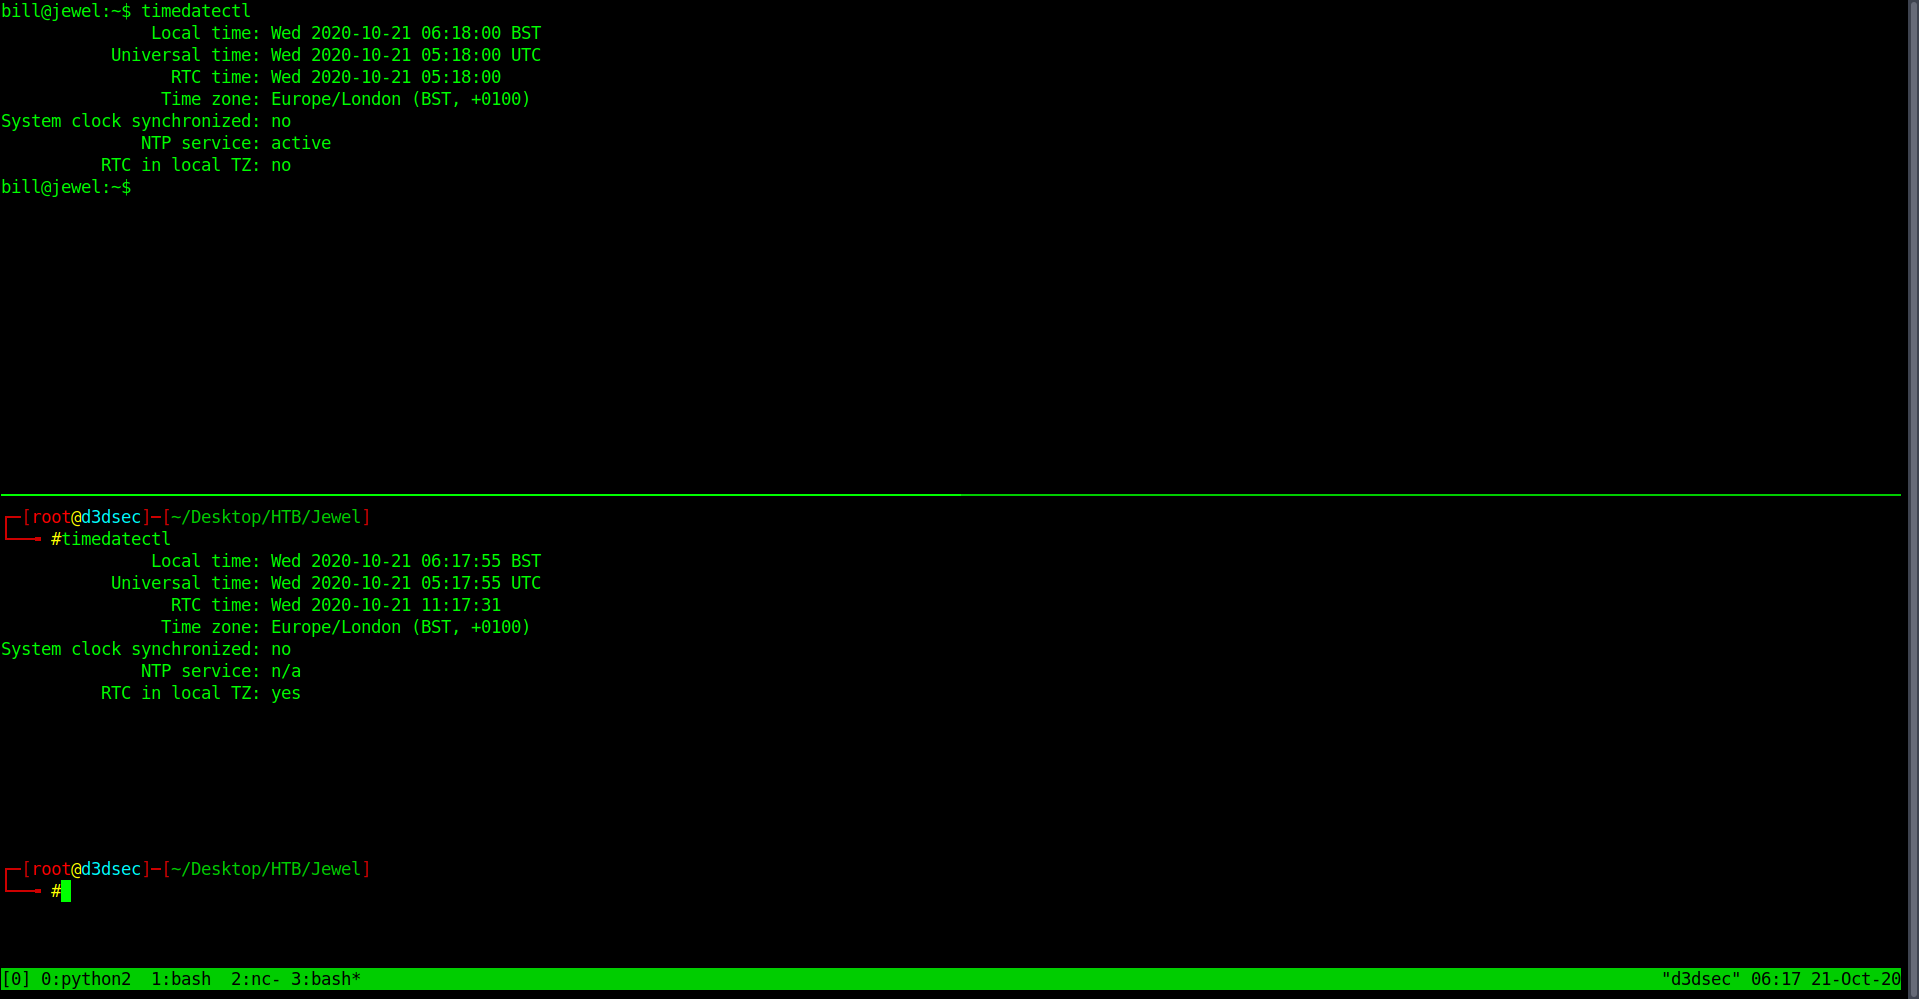 bill@jewel:~$ timedatectl
               Local time: Wed 2020-10-21 06:18:00 BST
           Universal time: Wed 2020-10-21 05:18:00 UTC
                 RTC time: Wed 2020-10-21 05:18:00
                Time zone: Europe/London (BST, +0100)
System clock synchronized: no
              NTP service: active
          RTC in local TZ: no
bill@jewel:~$
┌─[root@d3dsec]─[~/Desktop/HTB/Jewel]
└──╼ #timedatectl
               Local time: Wed 2020-10-21 06:17:55 BST
           Universal time: Wed 2020-10-21 05:17:55 UTC
                 RTC time: Wed 2020-10-21 11:17:31
                Time zone: Europe/London (BST, +0100)
System clock synchronized: no
              NTP service: n/a
          RTC in local TZ: yes
┌─[root@d3dsec]─[~/Desktop/HTB/Jewel]
└──╼ #
[0] 0:python2  1:bash  2:nc- 3:bash* "d3dsec" 06:17 21-Oct-20